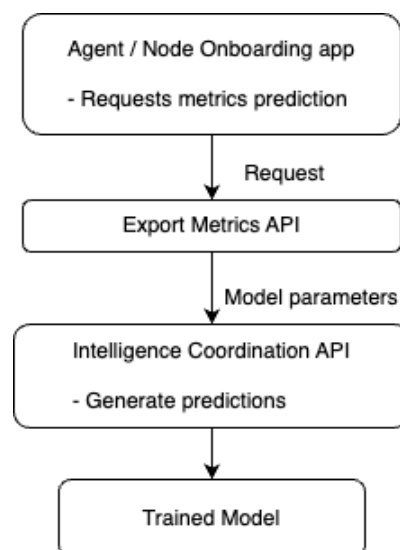 Agent / Node Onboarding app
- Requests metrics prediction
Request
Export Metrics API
Model parameters
Intelligence Coordination API
- Generate predictions
Trained Model